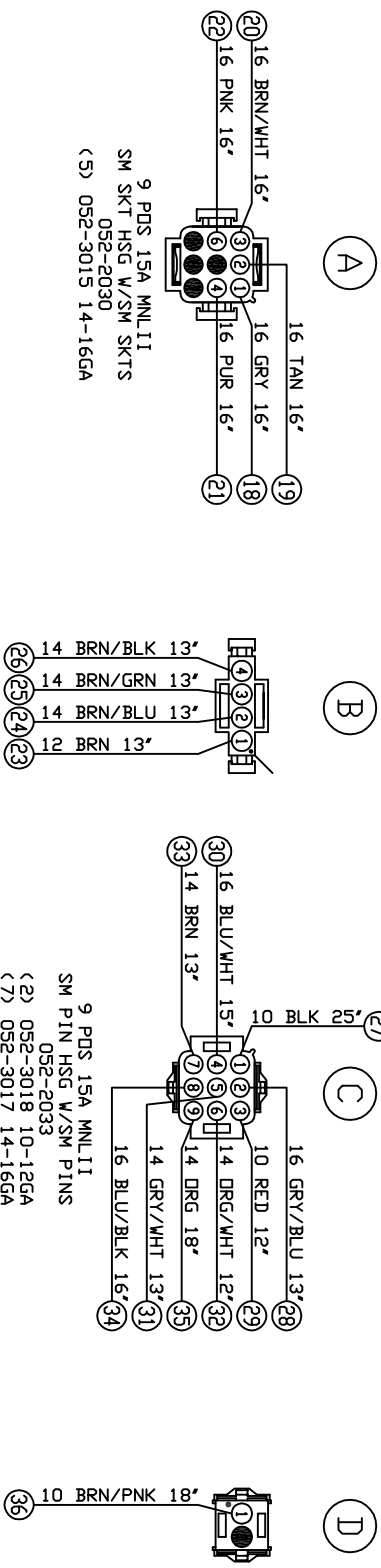 A
20
16 BRN/WHT 16"
22
16 PNK 16"
3
2
1
6
4
16 TAN 16"
19
16 GRY 16"
18
16 PUR 16"
21
9 POS 15A MNLII
SM SKT HSG W/SM SKTS
052-2030
(5) 052-3015 14-16GA
B
4
3
2
1
26
14 BRN/BLK 13"
25
14 BRN/GRN 13"
24
14 BRN/BLU 13"
23
12 BRN 13"
C
10 BLK 25"
27
30
16 BLU/WHT 15"
33
14 BRN 13"
1
2
3
4
5
6
7
8
9
16 GRY/BLU 13"
28
10 RED 12"
29
14 ORG/WHT 12"
32
14 ORG 18"
35
14 GRY/WHT 13"
31
16 BLU/BLK 16"
34
9 POS 15A MNLII
SM PIN HSG W/SM PINS
052-2033
(2) 052-3018 10-12GA
(7) 052-3017 14-16GA
D
1
36
10 BRN/PNK 18"